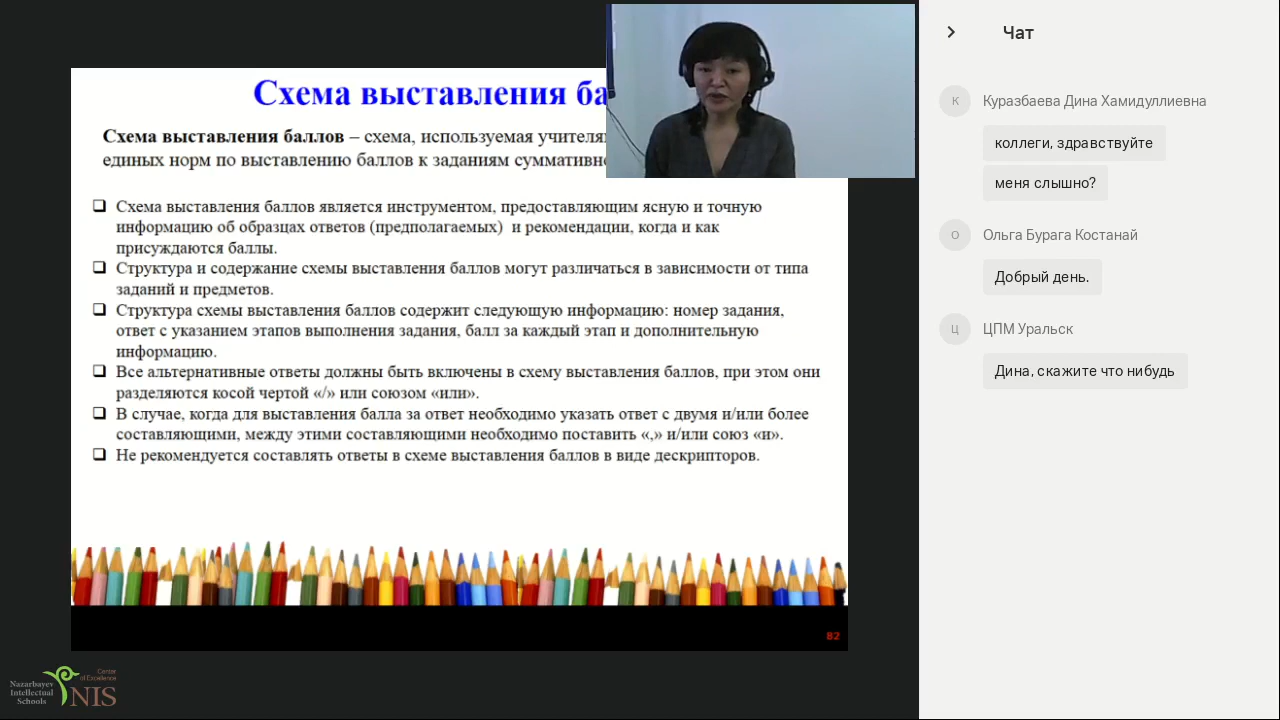 Схема выставления ба
Схема выставления баллов – схема, используемая
единых норм по выставлению баллов к заданиям
❑ Схема выставления баллов является инструментом, предоставляющим ясную и точную
информацию об образцах ответов (предполагаемых) и рекомендации, когда и как
присуждаются баллы.
❑ Структура и содержание схемы выставления баллов могут различаться в зависимости от типа
заданий и предметов.
❑ Структура схемы выставления баллов содержит следующую информацию: номер задания,
ответ с указанием этапов выполнения задания, балл за каждый этап и дополнительную
информацию.
❑ Все альтернативные ответы должны быть включены в схему выставления баллов, при этом они
разделяются косой чертой «/» или союзом «или».
❑ В случае, когда для выставления балла за ответ необходимо указать ответ с двумя и/или более
составляющими, между этими составляющими необходимо поставить «,» и/или союз «и».
❑ Не рекомендуется составлять ответы в схеме выставления баллов в виде дескрипторов.
82
Nazarbayev
Intellectual
Schools
Center
of Excellence
NIS
Чат
К
Куразбаева Дина Хамидуллиевна
коллеги, здравствуйте
меня слышно?
О
Ольга Бурага Костанай
Добрый день.
Ц
ЦПМ Уральск
Дина, скажите что нибудь